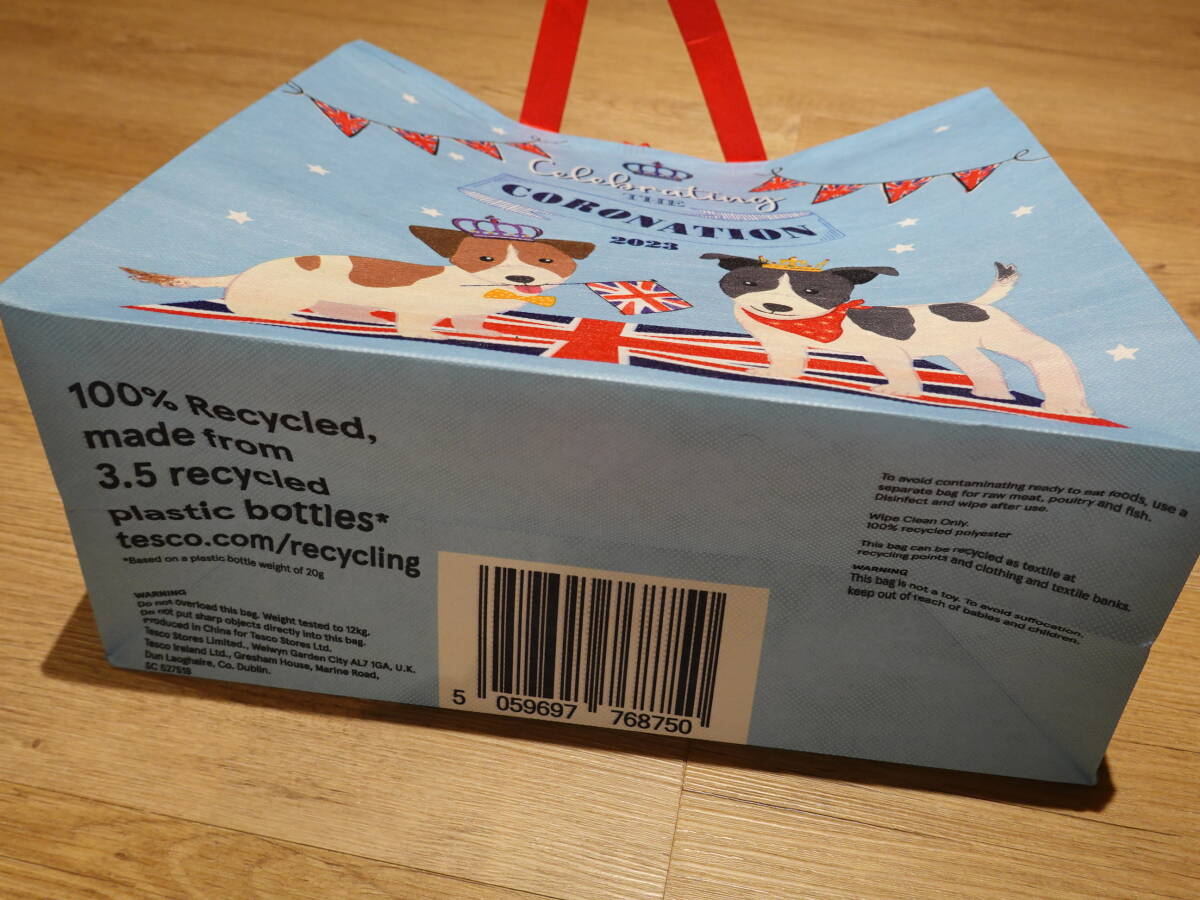 Celebrating
THE
CORONATION
2023
100% Recycled,
made from
3.5 recycled
plastic bottles*
tesco.com/recycling
*Based on a plastic bottle weight of 20g
WARNING
Do not overload this bag. Weight tested to 12kg.
Do not put sharp objects directly into this bag.
Produced in China for Tesco Stores Ltd.
Tesco Stores Limited., Welwyn Garden City AL7 1GA, U.K.
Tesco Ireland Ltd., Gresham House, Marine Road,
Dun Laoghaire, Co. Dublin.
SC 527518
5 059697 768750
To avoid contaminating ready to eat foods, use a
separate bag for raw meat, poultry and fish.
Disinfect and wipe after use.
Wipe Clean Only.
100% recycled polyester
This bag can be recycled as textile at
recycling points and clothing and textile banks.
WARNING
This bag is not a toy. To avoid suffocation,
keep out of reach of babies and children.